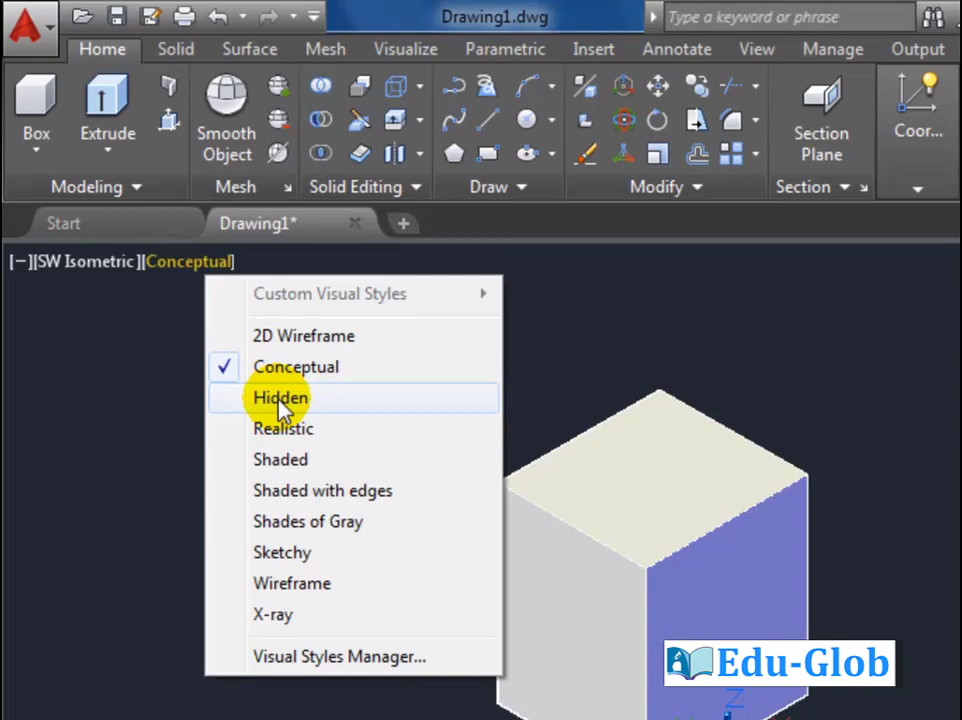 Drawing1.dwg
Type a keyword or phrase
Home Solid Surface Mesh Visualize Parametric Insert Annotate View Manage Output
Box Extrude Smooth Object Section Plane Coor...
Modeling Mesh Solid Editing Draw Modify Section
Start Drawing1*
[−][SW Isometric][Conceptual]
Custom Visual Styles
2D Wireframe
Conceptual
Hidden
Realistic
Shaded
Shaded with edges
Shades of Gray
Sketchy
Wireframe
X-ray
Visual Styles Manager...
Edu-Glob
Z